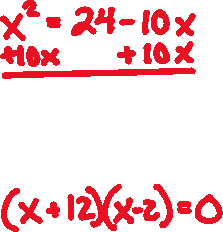 x² = 24 - 10x
+10x + 10x
(x + 12)(x - 2) = 0